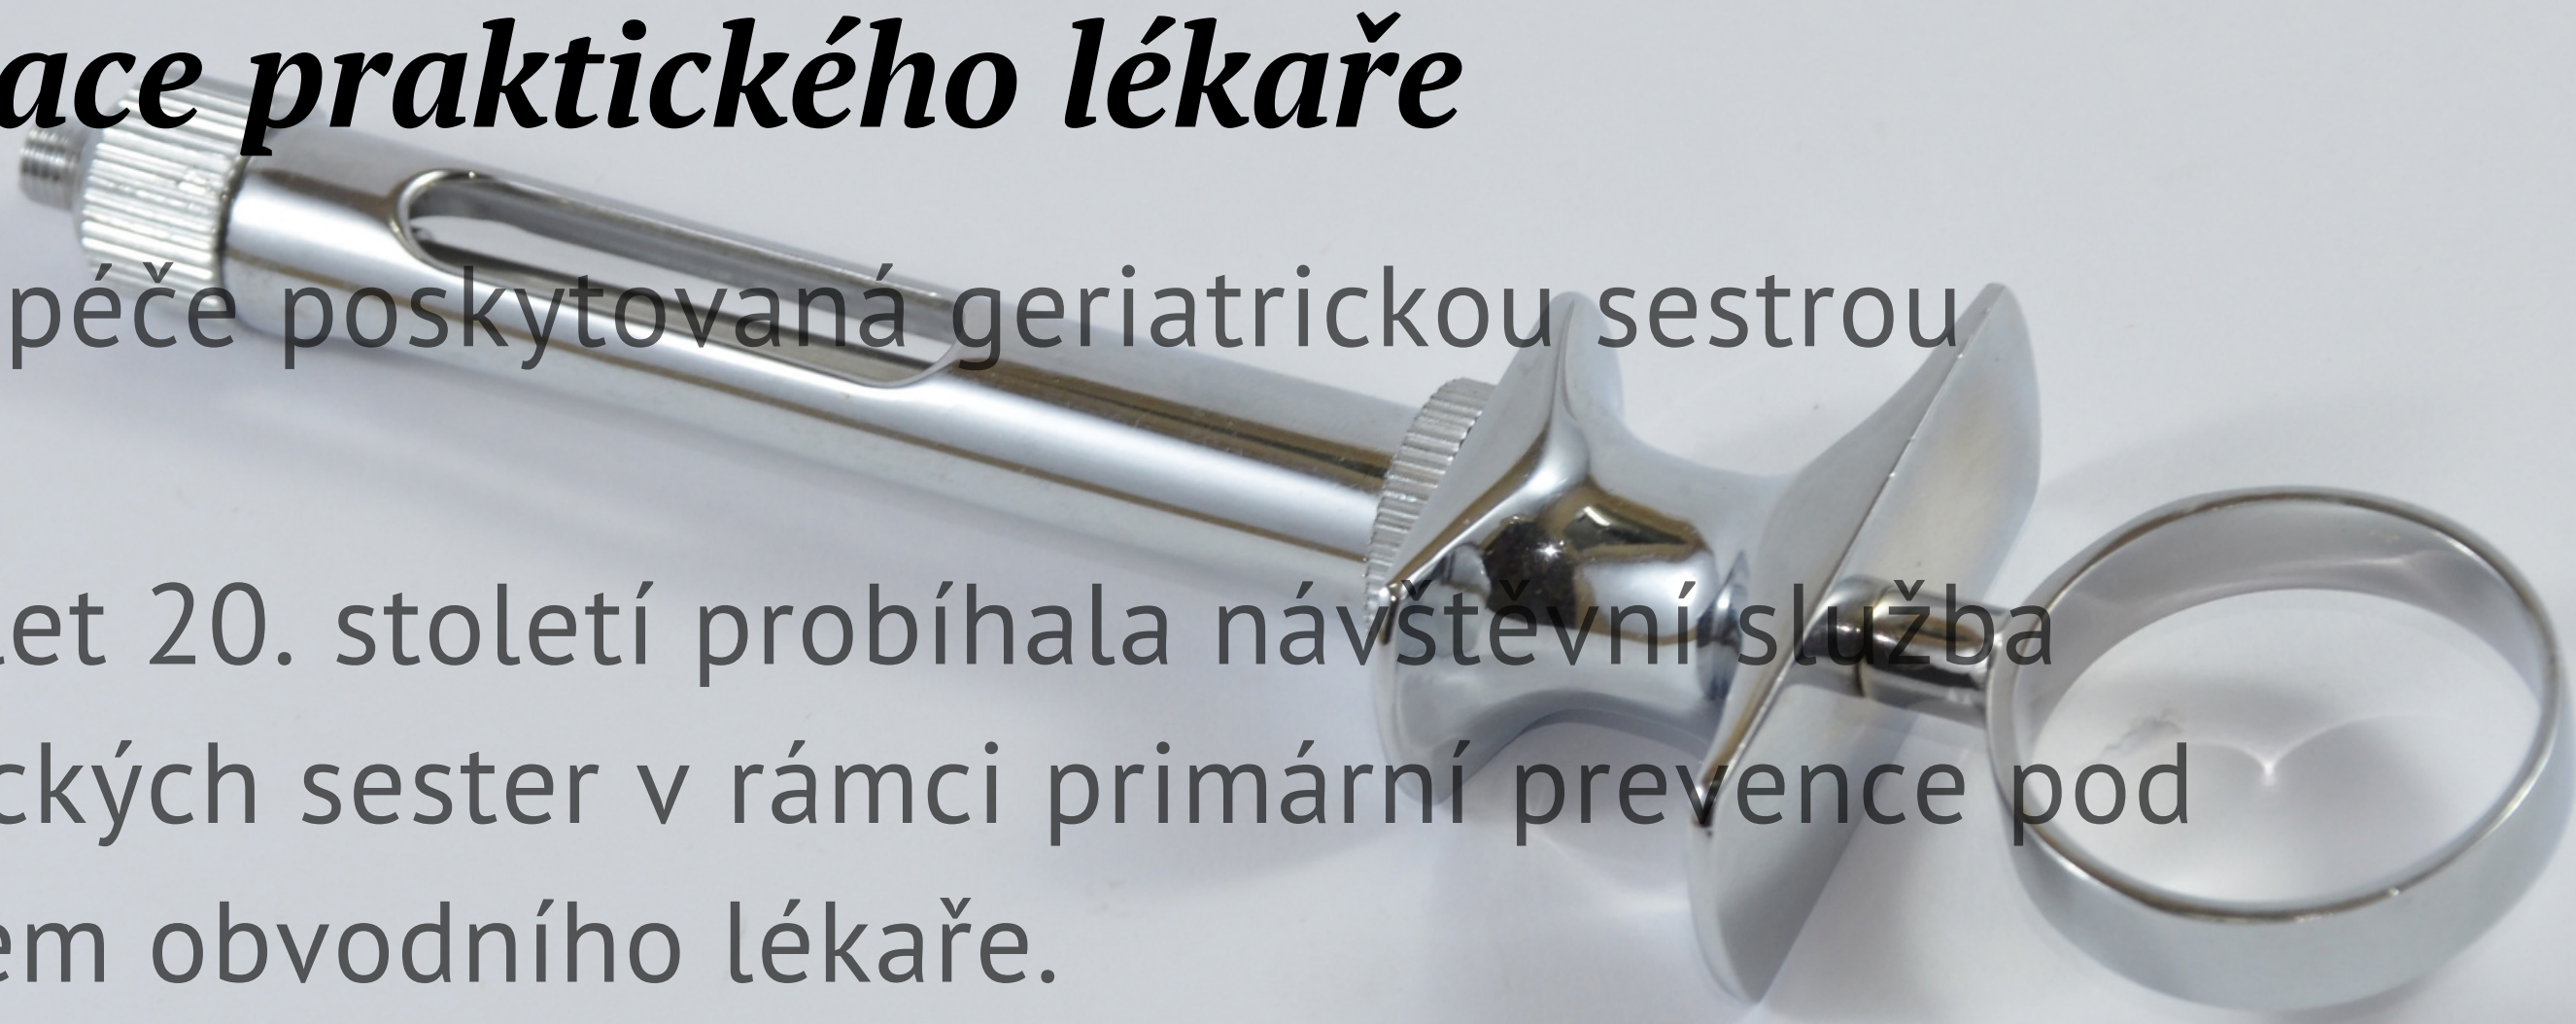 ace praktického lékaře
péče poskytovaná geriatrickou sestrou
let 20. století probíhala návštěvní služba
ckých sester v rámci primární prevence pod
em obvodního lékaře.